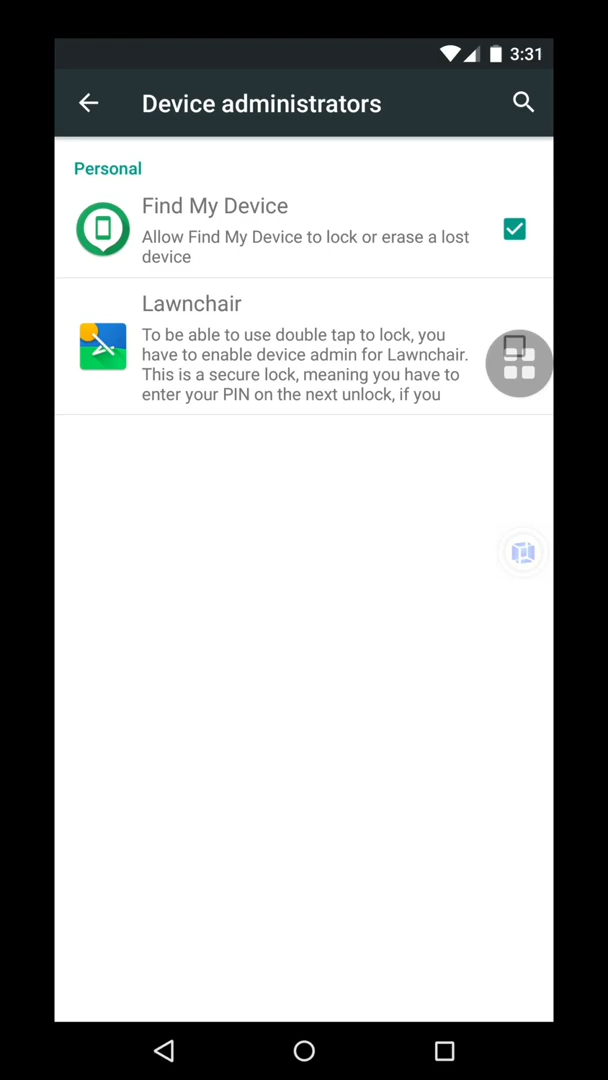 3:31
Device administrators
Personal
Find My Device
Allow Find My Device to lock or erase a lost
device
Lawnchair
To be able to use double tap to lock, you
have to enable device admin for Lawnchair.
This is a secure lock, meaning you have to
enter your PIN on the next unlock, if you